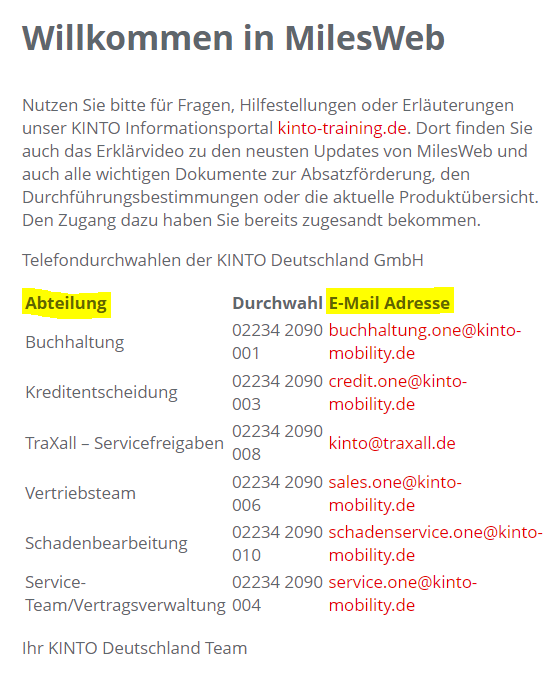 Willkommen in MilesWeb
Nutzen Sie bitte für Fragen, Hilfestellungen oder Erläuterungen
unser KINTO Informationsportal kinto-training.de. Dort finden Sie
auch das Erklärvideo zu den neusten Updates von MilesWeb und
auch alle wichtigen Dokumente zur Absatzförderung, den
Durchführungsbestimmungen oder die aktuelle Produktübersicht.
Den Zugang dazu haben Sie bereits zugesandt bekommen.
Telefondurchwahlen der KINTO Deutschland GmbH
Abteilung Durchwahl E-Mail Adresse
Buchhaltung 02234 2090 001 buchhaltung.one@kinto-mobility.de
Kreditentscheidung 02234 2090 003 credit.one@kinto-mobility.de
TraXall – Servicefreigaben 02234 2090 008 kinto@traxall.de
Vertriebsteam 02234 2090 006 sales.one@kinto-mobility.de
Schadenbearbeitung 02234 2090 010 schadenservice.one@kinto-mobility.de
Service-Team/Vertragsverwaltung 02234 2090 004 service.one@kinto-mobility.de
Ihr KINTO Deutschland Team